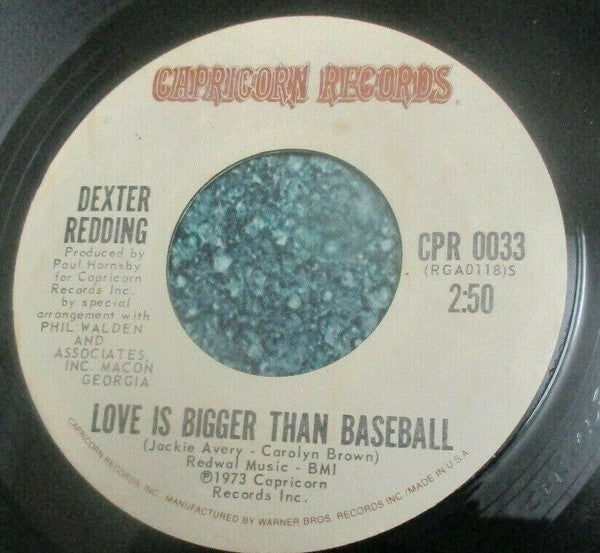 CAPRICORN RECORDS
DEXTER
REDDING
Produced by
Paul Hornsby
for Capricorn
Records Inc.
by special
arrangement with
PHIL WALDEN
AND
ASSOCIATES,
INC. MACON
GEORGIA
CPR 0033
(RGA0118)S
2:50
LOVE IS BIGGER THAN BASEBALL
(Jackie Avery - Carolyn Brown)
Redwal Music - BMI
℗1973 Capricorn
Records Inc.
CAPRICORN RECORDS, INC. MANUFACTURED BY WARNER BROS. RECORDS INC./MADE IN U.S.A.